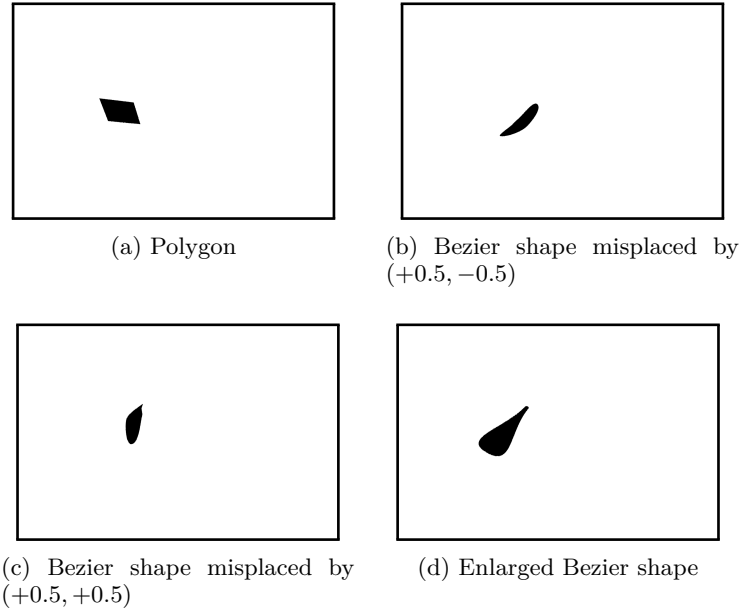 (a) Polygon
(b) Bezier shape misplaced by
(+0.5, −0.5)
(c) Bezier shape misplaced by
(+0.5, +0.5)
(d) Enlarged Bezier shape